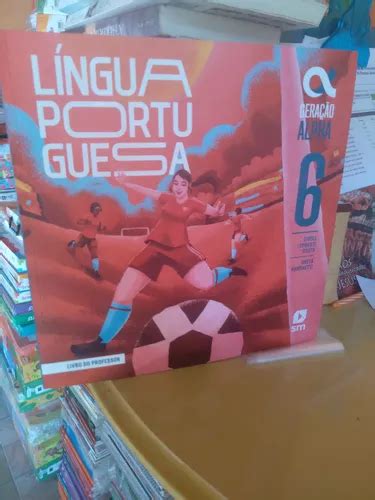 LÍNGUA
PORTU
GUESA
GERAÇÃO
ALPHA
6
sm
LIVRO DO PROFESSOR